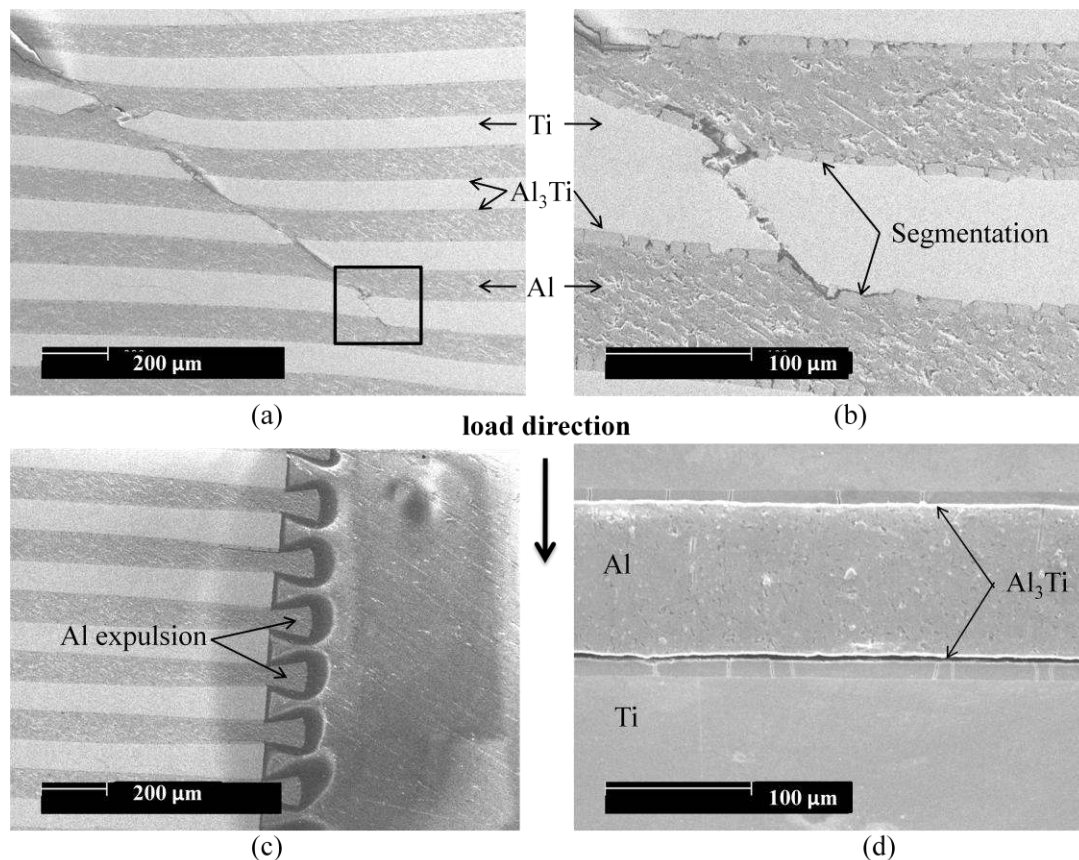 Ti
Al₃Ti
Al
Segmentation
200 µm
100 µm
(a)
(b)
load direction
Al expulsion
Al
Al₃Ti
Ti
200 µm
100 µm
(c)
(d)